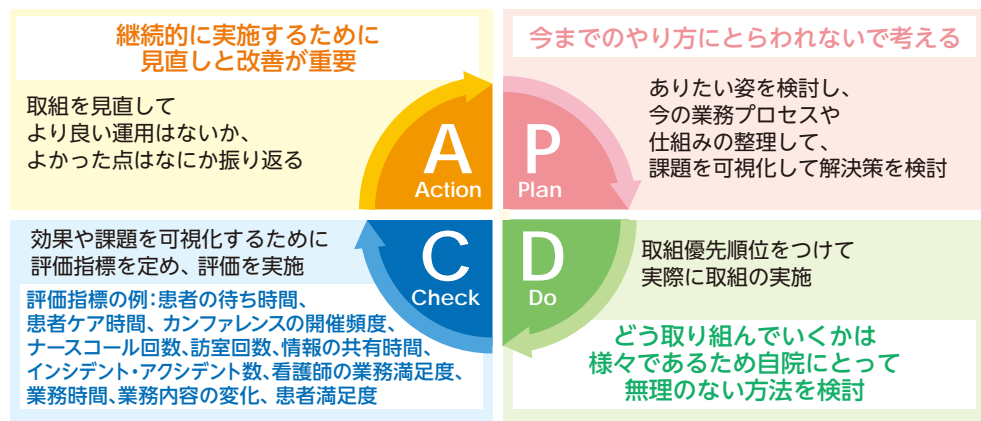 継続的に実施するために
見直しと改善が重要
取組を見直して
より良い運用はないか、
よかった点はなにか振り返る
A
Action
今までのやり方にとらわれないで考える
ありたい姿を検討し、
今の業務プロセスや
仕組みの整理して、
課題を可視化して解決策を検討
P
Plan
効果や課題を可視化するために
評価指標を定め、評価を実施
評価指標の例：患者の待ち時間、
患者ケア時間、カンファレンスの開催頻度、
ナースコール回数、訪室回数、情報の共有時間、
インシデント・アクシデント数、看護師の業務満足度、
業務時間、業務内容の変化、患者満足度
C
Check
D
Do
取組優先順位をつけて
実際に取組の実施
どう取り組んでいくかは
様々であるため自院にとって
無理のない方法を検討